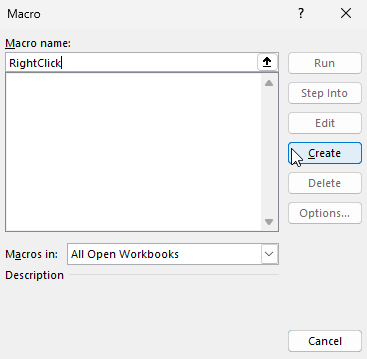 Macro
?
Macro name:
RightClick
Run
Step Into
Edit
Create
Delete
Options...
Macros in:
All Open Workbooks
Description
Cancel